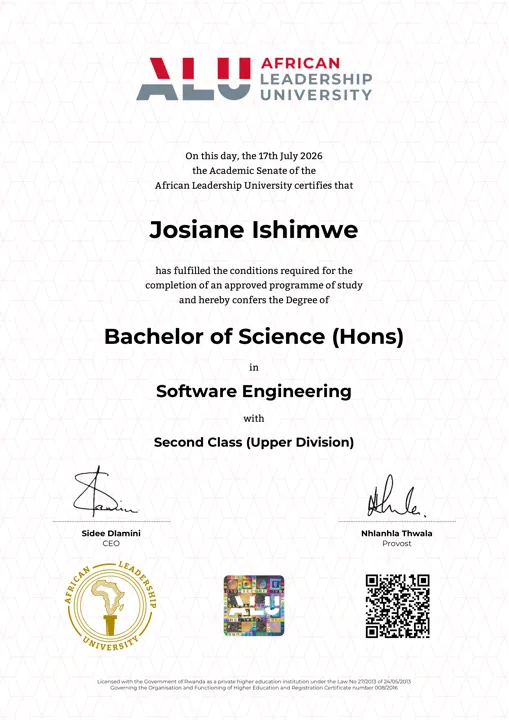 ALU AFRICAN
LEADERSHIP
UNIVERSITY
On this day, the 17th July 2026
the Academic Senate of the
African Leadership University certifies that
Josiane Ishimwe
has fulfilled the conditions required for the
completion of an approved programme of study
and hereby confers the Degree of
Bachelor of Science (Hons)
in
Software Engineering
with
Second Class (Upper Division)
Sidee Dlamini
CEO
Nhlanhla Thwala
Provost
AFRICAN LEADERSHIP
UNIVERSITY
ALU
Licensed with the Government of Rwanda as a private higher education institution under the Law No 27/2013 of 24/05/2013
Governing the Organisation and Functioning of Higher Education and Registration Certificate number 008/2016